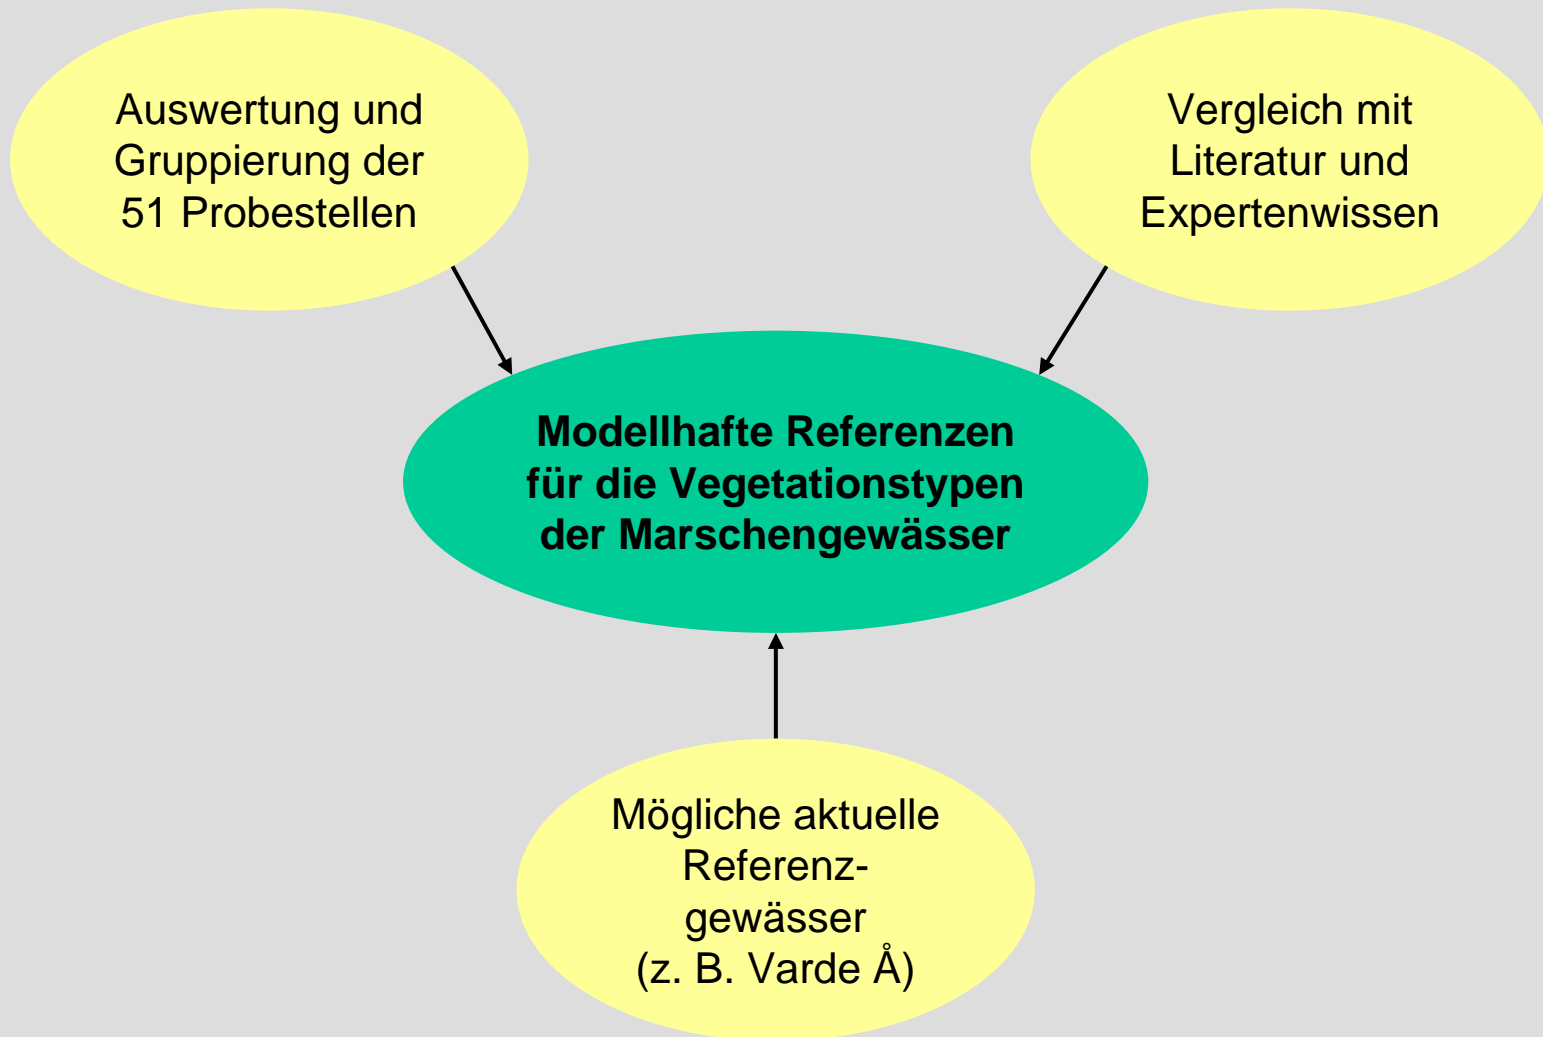 Auswertung und
Gruppierung der
51 Probestellen
Vergleich mit
Literatur und
Expertenwissen
Modellhafte Referenzen
für die Vegetationstypen
der Marschengewässer
Mögliche aktuelle
Referenz-
gewässer
(z. B. Varde Å)